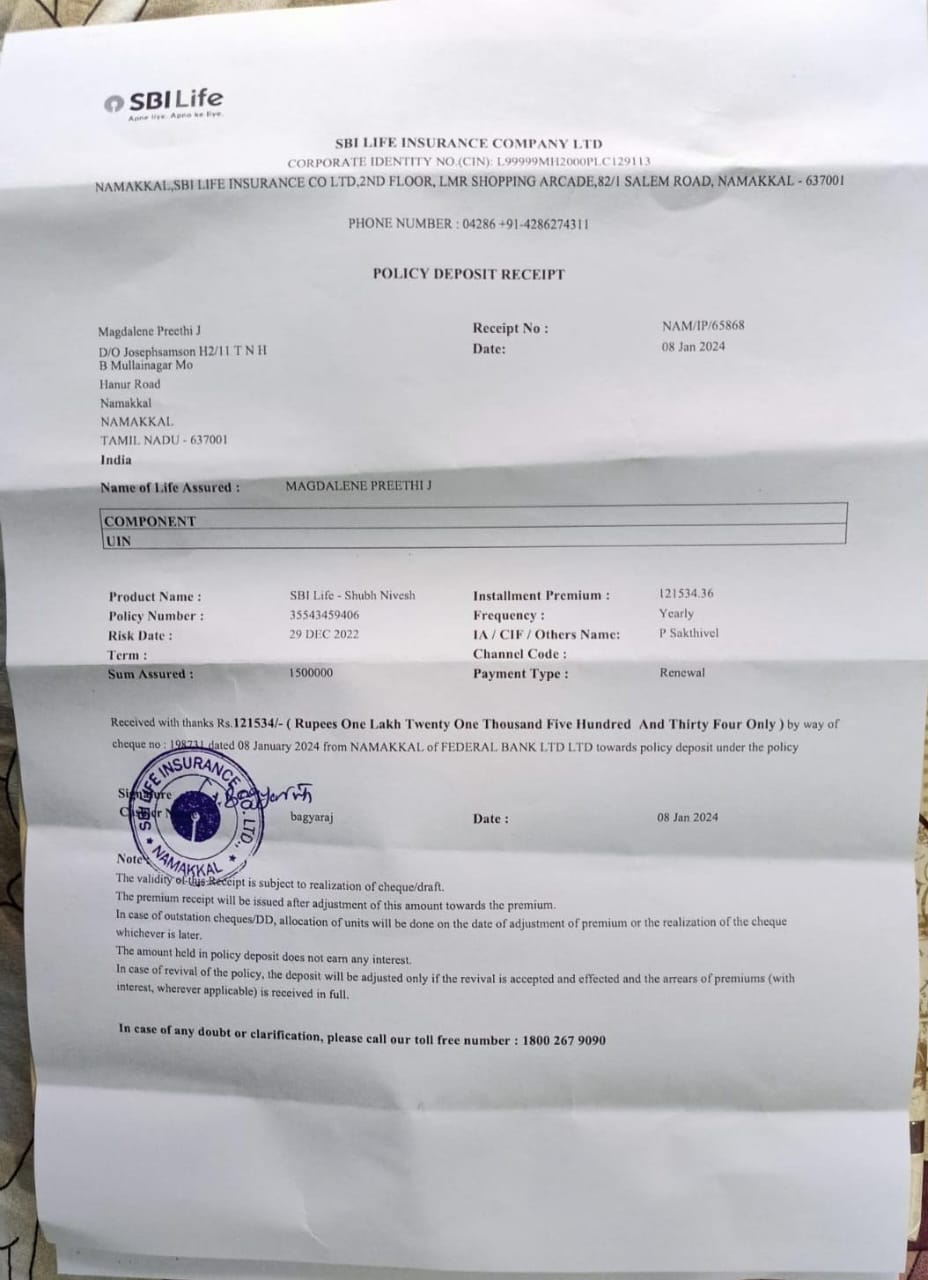 SBI Life
Apne liye. Apno ke liye.
SBI LIFE INSURANCE COMPANY LTD
CORPORATE IDENTITY NO.(CIN): L99999MH2000PLC129113
NAMAKKAL,SBI LIFE INSURANCE CO LTD,2ND FLOOR, LMR SHOPPING ARCADE,82/1 SALEM ROAD, NAMAKKAL - 637001
PHONE NUMBER : 04286 +91-4286274311
POLICY DEPOSIT RECEIPT
Magdalene Preethi J
D/O Josephsamson H2/11 T N H
B Mullainagar Mo
Hanur Road
Namakkal
NAMAKKAL
TAMIL NADU - 637001
India
Receipt No : NAM/IP/65868
Date: 08 Jan 2024
Name of Life Assured : MAGDALENE PREETHI J
COMPONENT
UIN
Product Name : SBI Life - Shubh Nivesh Installment Premium : 121534.36
Policy Number : 35543459406 Frequency : Yearly
Risk Date : 29 DEC 2022 IA / CIF / Others Name: P Sakthivel
Term : Channel Code :
Sum Assured : 1500000 Payment Type : Renewal
Received with thanks Rs.121534/- ( Rupees One Lakh Twenty One Thousand Five Hundred And Thirty Four Only ) by way of
cheque no : 198731 dated 08 January 2024 from NAMAKKAL of FEDERAL BANK LTD LTD towards policy deposit under the policy
Signature
bagyaraj Date : 08 Jan 2024
SBI LIFE INSURANCE CO. LTD.,
★ NAMAKKAL ★
Note
The validity of this Receipt is subject to realization of cheque/draft.
The premium receipt will be issued after adjustment of this amount towards the premium.
In case of outstation cheques/DD, allocation of units will be done on the date of adjustment of premium or the realization of the cheque
whichever is later.
The amount held in policy deposit does not earn any interest.
In case of revival of the policy, the deposit will be adjusted only if the revival is accepted and effected and the arrears of premiums (with
interest, wherever applicable) is received in full.
In case of any doubt or clarification, please call our toll free number : 1800 267 9090